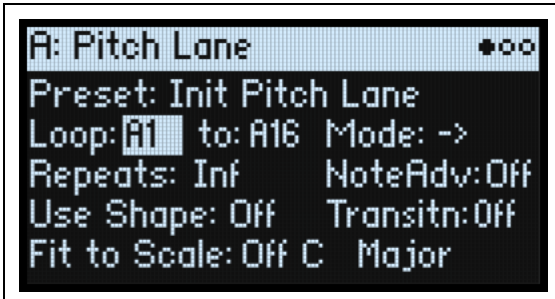 A: Pitch Lane
Preset: Init Pitch Lane
Loop: A1 to: A16 Mode: ->
Repeats: Inf NoteAdv: Off
Use Shape: Off Transitn: Off
Fit to Scale: Off C Major